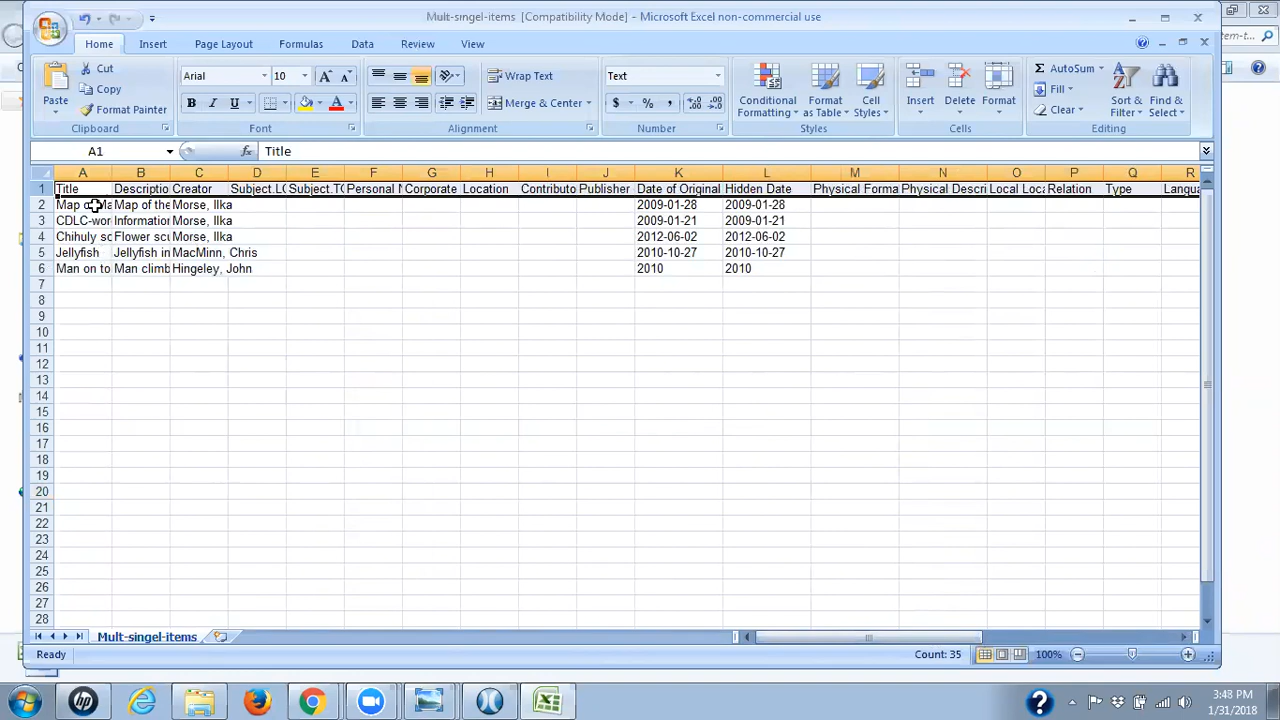 Mult-singel-items [Compatibility Mode] - Microsoft Excel non-commercial use
Home Insert Page Layout Formulas Data Review View
Paste Cut Copy Format Painter Clipboard
Arial 10 B I U A Font
Wrap Text Merge & Center Alignment
Text $ % , Number
Conditional Formatting Format as Table Cell Styles Styles
Insert Delete Format Cells
AutoSum Fill Clear Sort & Filter Find & Select Editing
A1 fx Title
A B C D E F G H I J K L M N O P Q R
1 Title Descriptio Creator Subject.LC Subject.TG Personal N Corporate Location Contributo Publisher Date of Original Hidden Date Physical Forma Physical Descri Local Loca Relation Type Langua
2 Map o Map of the Morse, Ilka 2009-01-28 2009-01-28
3 CDLC-wor Information Morse, Ilka 2009-01-21 2009-01-21
4 Chihuly sc Flower scu Morse, Ilka 2012-06-02 2012-06-02
5 Jellyfish Jellyfish in MacMinn, Chris 2010-10-27 2010-10-27
6 Man on to Man climb Hingeley, John 2010 2010
7
8
9
10
11
12
13
14
15
16
17
18
19
20
21
22
23
24
25
26
27
28
Mult-singel-items
Ready Count: 35 100%
3:48 PM
1/31/2018